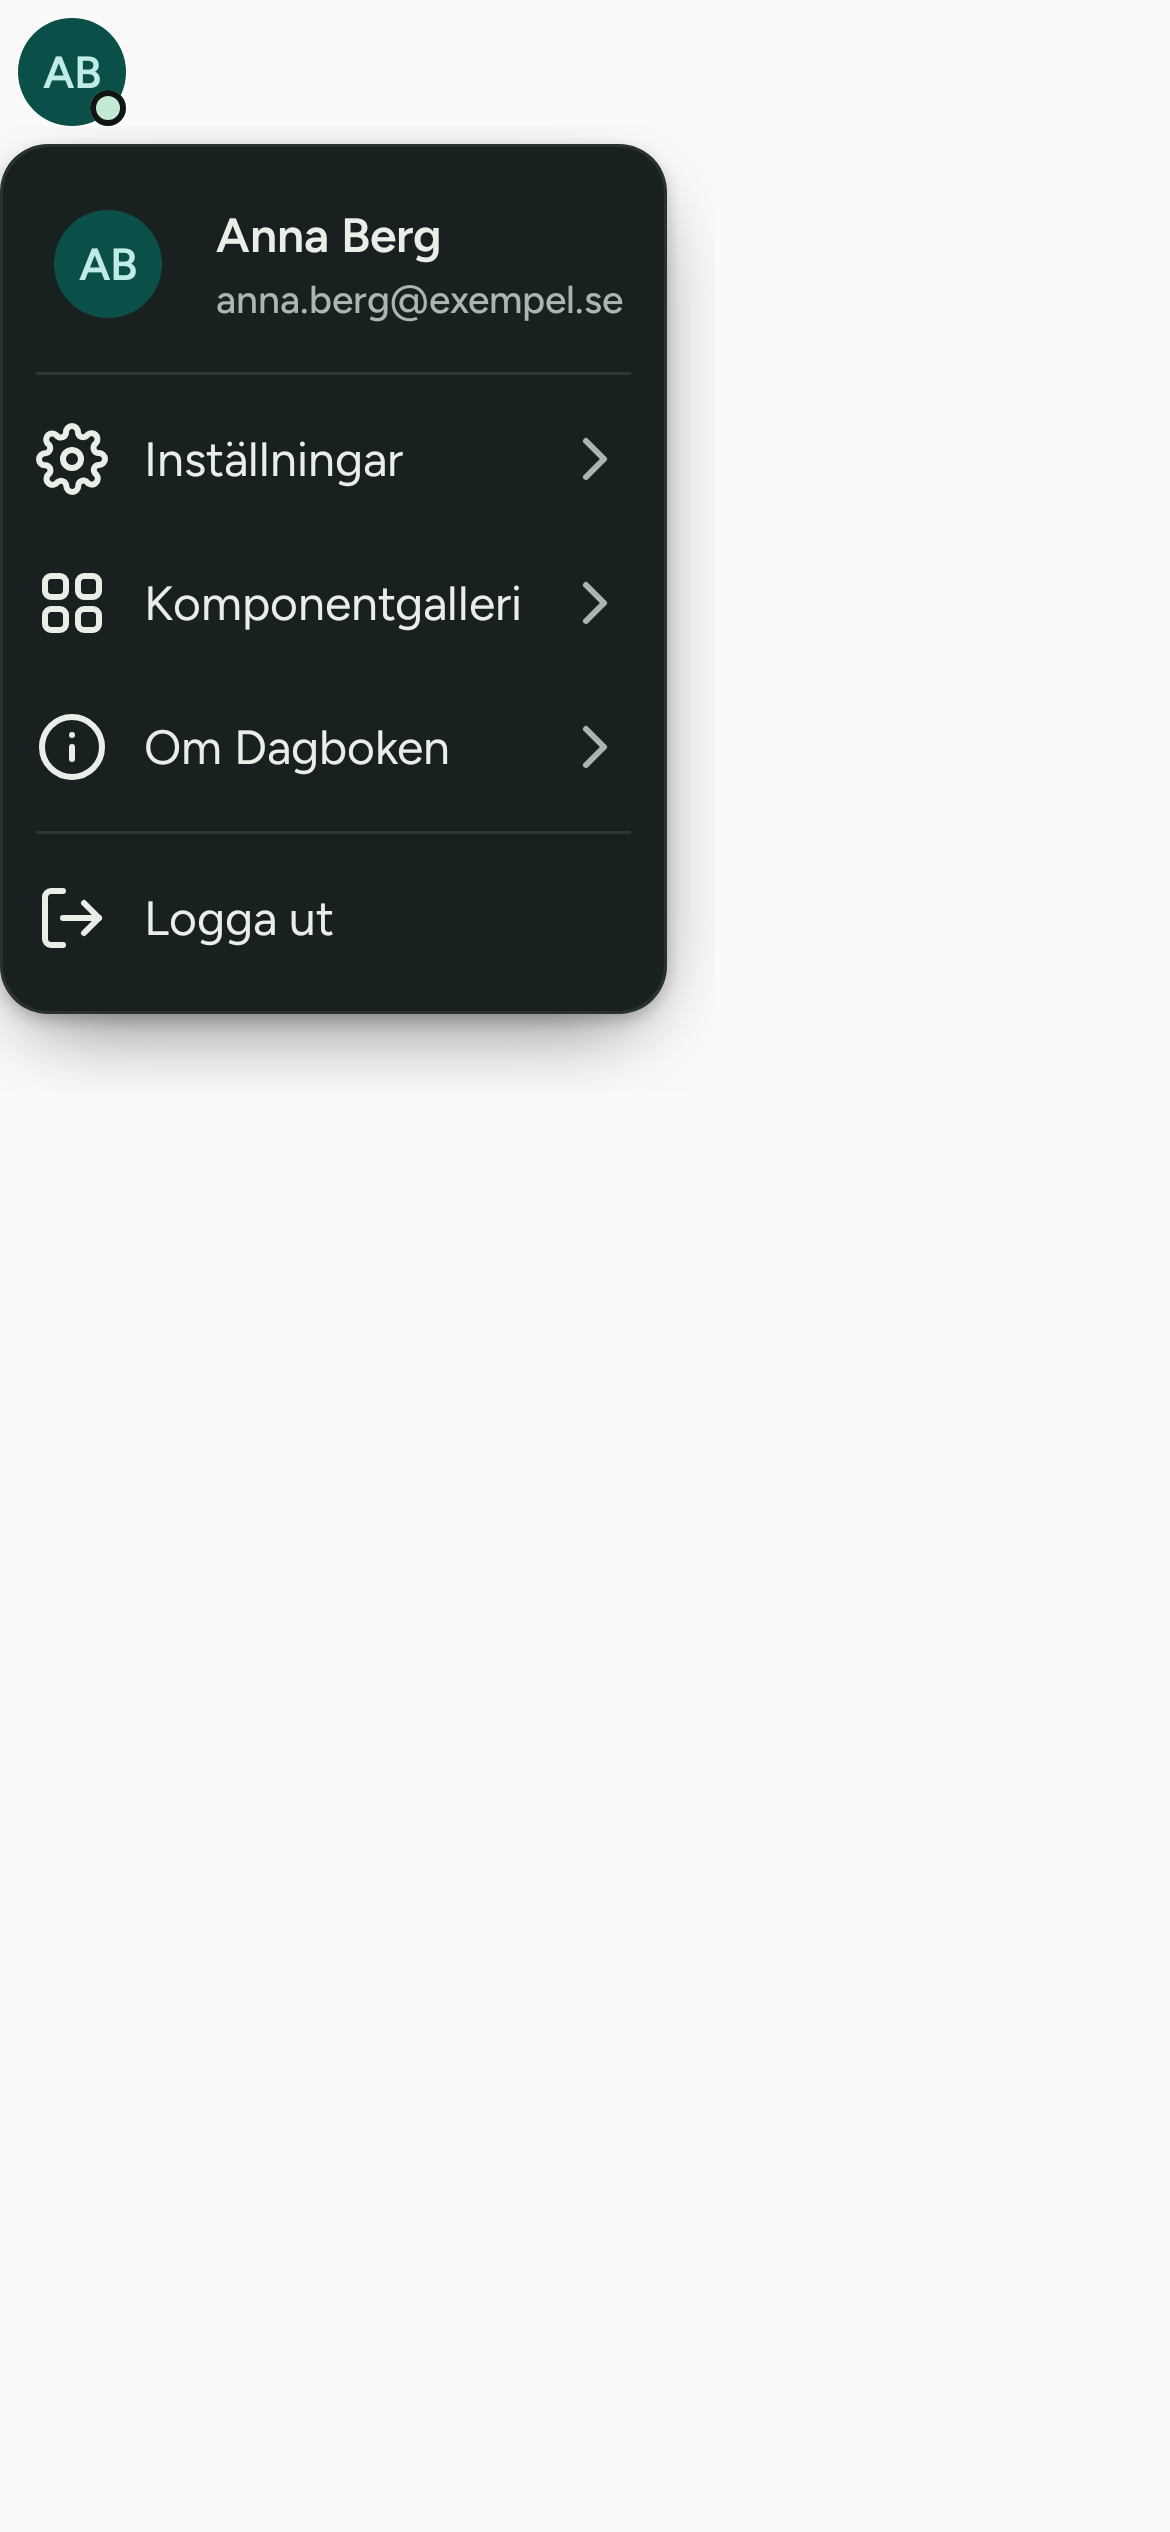 AB
AB
Anna Berg
anna.berg@exempel.se
Inställningar
Komponentgalleri
Om Dagboken
Logga ut